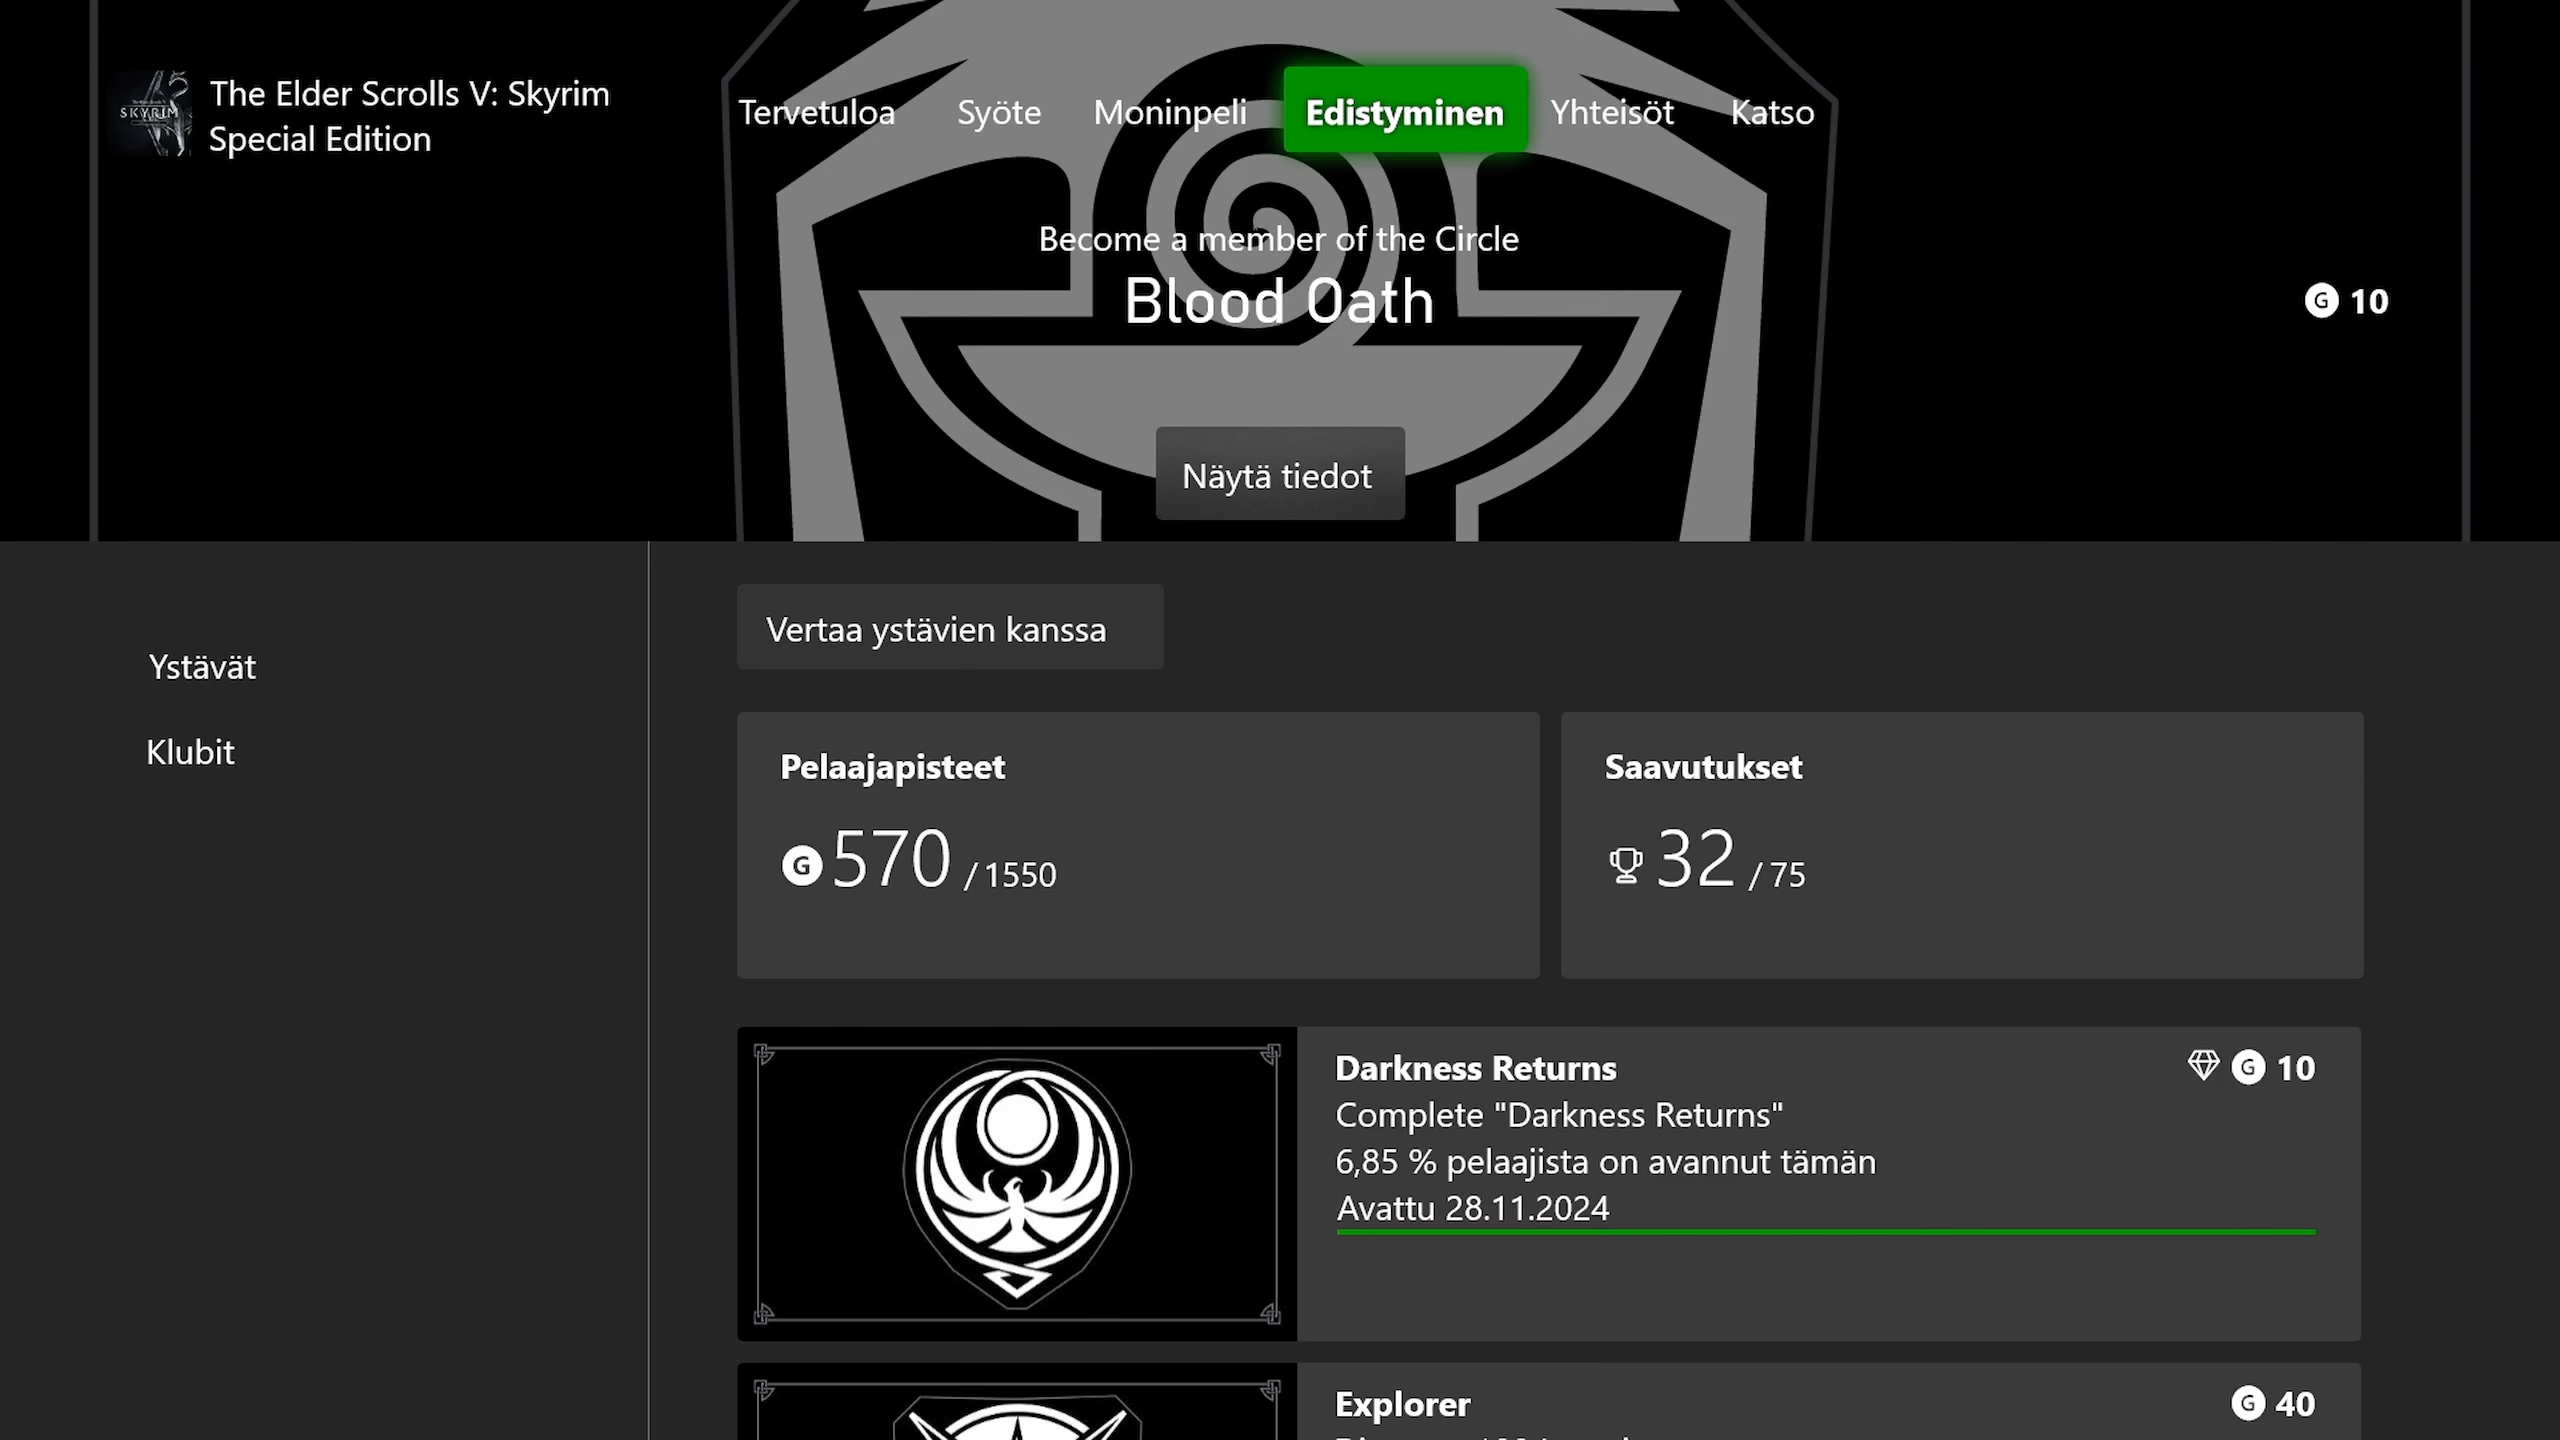 SKYRIM
The Elder Scrolls V: Skyrim
Special Edition
Tervetuloa
Syöte
Moninpeli
Edistyminen
Yhteisöt
Katso
Become a member of the Circle
Blood Oath
G 10
Näytä tiedot
Ystävät
Klubit
Vertaa ystävien kanssa
Pelaajapisteet
G 570 / 1550
Saavutukset
32 / 75
Darkness Returns
G 10
Complete "Darkness Returns"
6,85 % pelaajista on avannut tämän
Avattu 28.11.2024
Explorer
G 40